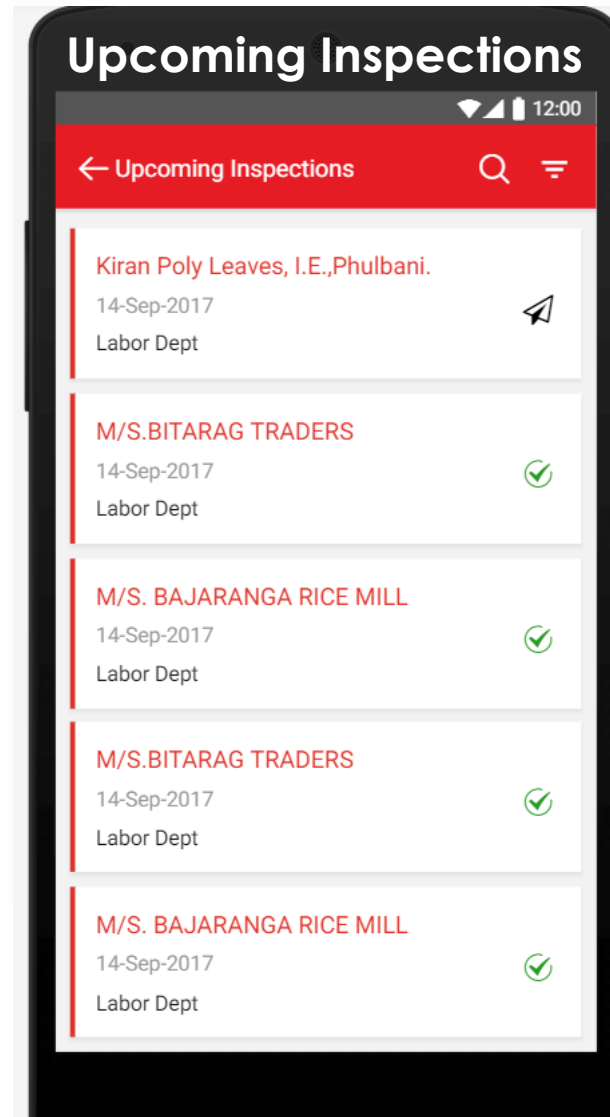 Upcoming Inspections
12:00
Upcoming Inspections
Kiran Poly Leaves, I.E.,Phulbani.
14-Sep-2017
Labor Dept
M/S.BITARAG TRADERS
14-Sep-2017
Labor Dept
M/S. BAJARANGA RICE MILL
14-Sep-2017
Labor Dept
M/S.BITARAG TRADERS
14-Sep-2017
Labor Dept
M/S. BAJARANGA RICE MILL
14-Sep-2017
Labor Dept